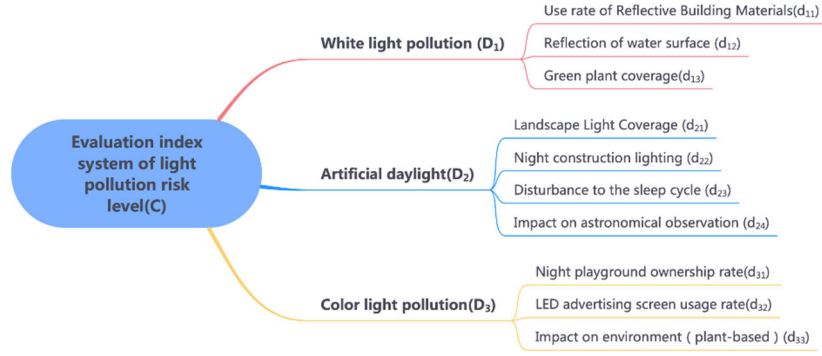 Evaluation index
system of light
pollution risk
level(C)
White light pollution (D₁)
Use rate of Reflective Building Materials(d₁₁)
Reflection of water surface (d₁₂)
Green plant coverage(d₁₃)
Artificial daylight(D₂)
Landscape Light Coverage (d₂₁)
Night construction lighting (d₂₂)
Disturbance to the sleep cycle (d₂₃)
Impact on astronomical observation (d₂₄)
Color light pollution(D₃)
Night playground ownership rate(d₃₁)
LED advertising screen usage rate(d₃₂)
Impact on environment ( plant-based ) (d₃₃)